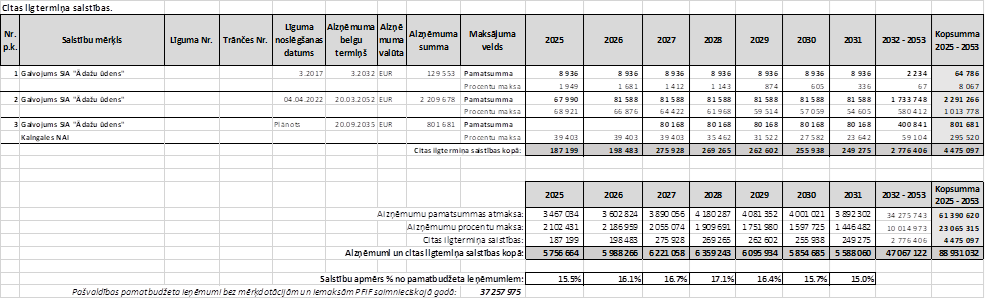 Citas ilgtermiņa saistības.
Nr. p.k. Saistību mērķis Līguma Nr. Trānčes Nr. Līguma noslēgšanas datums Aizņēmuma beigu termiņš Aizņē muma valūta Aizņēmuma summa Maksājuma veids 2025 2026 2027 2028 2029 2030 2031 2032 - 2053 Kopsumma 2025 - 2053
1 Galvojums SIA "Ādažu ūdens" 3.2017 3.2032 EUR 129 553 Pamatsumma 8 936 8 936 8 936 8 936 8 936 8 936 8 936 2 234 64 786
Procentu maksa 1 949 1 681 1 412 1 143 874 605 336 67 8 067
2 Galvojums SIA "Ādažu ūdens" 04.04.2022 20.03.2052 EUR 2 209 678 Pamatsumma 67 990 81 588 81 588 81 588 81 588 81 588 81 588 1 733 748 2 291 266
Procentu maksa 68 921 66 876 64 422 61 968 59 514 57 059 54 605 580 412 1 013 778
3 Galvojums SIA "Ādažu ūdens" Plānots 20.09.2035 EUR 801 681 Pamatsumma 80 168 80 168 80 168 80 168 80 168 400 841 801 681
Kalngales NAI Procentu maksa 39 403 39 403 39 403 35 462 31 522 27 582 23 642 59 104 295 520
Citas ilgtermiņa saistības kopā: 187 199 198 483 275 928 269 265 262 602 255 938 249 275 2 776 406 4 475 097
2025 2026 2027 2028 2029 2030 2031 2032 - 2053 Kopsumma 2025 - 2053
Aizņēmumu pamatsummas atmaksa: 3 467 034 3 602 824 3 890 056 4 180 287 4 081 352 4 001 021 3 892 302 34 275 743 61 390 620
Aizņēmumu procentu maksa: 2 102 431 2 186 959 2 055 074 1 909 691 1 751 980 1 597 725 1 446 482 10 014 973 23 065 315
Citas ilgtermiņa saistības: 187 199 198 483 275 928 269 265 262 602 255 938 249 275 2 776 406 4 475 097
Aizņēmumi un citas ilgtermiņa saistības kopā: 5 756 664 5 988 266 6 221 058 6 359 243 6 095 934 5 854 685 5 588 060 47 067 122 88 931 032
Saistību apmērs % no pamatbudžeta ieņēmumiem: 15.5% 16.1% 16.7% 17.1% 16.4% 15.7% 15.0%
Pašvaldības pamatbudžeta ieņēmumi bez mērķdotācijām un iemaksām PFIF saimnieciskajā gadā: 37 257 975